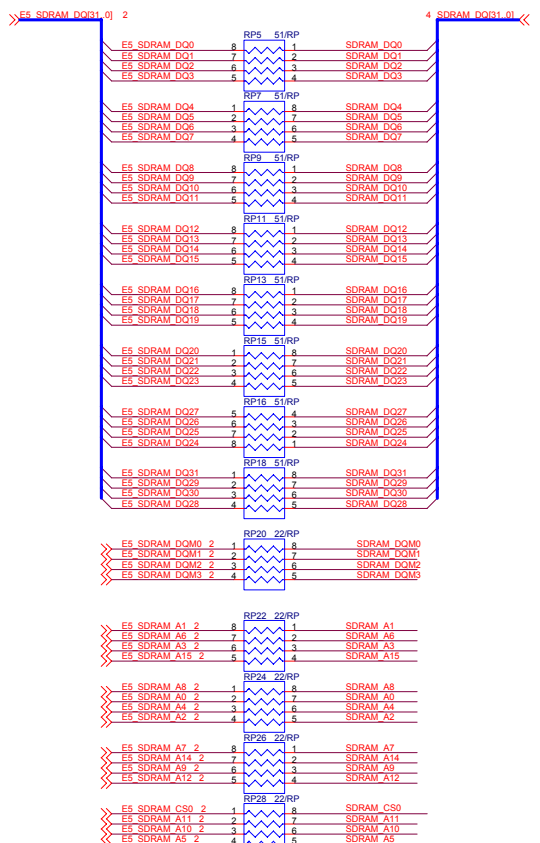 E5_SDRAM_DQ[31..0] 2 4 SDRAM_DQ[31..0]
RP5 51/RP
E5_SDRAM_DQ0 8 1 SDRAM_DQ0
E5_SDRAM_DQ1 7 2 SDRAM_DQ1
E5_SDRAM_DQ2 6 3 SDRAM_DQ2
E5_SDRAM_DQ3 5 4 SDRAM_DQ3
RP7 51/RP
E5_SDRAM_DQ4 1 8 SDRAM_DQ4
E5_SDRAM_DQ5 2 7 SDRAM_DQ5
E5_SDRAM_DQ6 3 6 SDRAM_DQ6
E5_SDRAM_DQ7 4 5 SDRAM_DQ7
RP9 51/RP
E5_SDRAM_DQ8 8 1 SDRAM_DQ8
E5_SDRAM_DQ9 7 2 SDRAM_DQ9
E5_SDRAM_DQ10 6 3 SDRAM_DQ10
E5_SDRAM_DQ11 5 4 SDRAM_DQ11
RP11 51/RP
E5_SDRAM_DQ12 8 1 SDRAM_DQ12
E5_SDRAM_DQ13 7 2 SDRAM_DQ13
E5_SDRAM_DQ14 6 3 SDRAM_DQ14
E5_SDRAM_DQ15 5 4 SDRAM_DQ15
RP13 51/RP
E5_SDRAM_DQ16 8 1 SDRAM_DQ16
E5_SDRAM_DQ17 7 2 SDRAM_DQ17
E5_SDRAM_DQ18 6 3 SDRAM_DQ18
E5_SDRAM_DQ19 5 4 SDRAM_DQ19
RP15 51/RP
E5_SDRAM_DQ20 1 8 SDRAM_DQ20
E5_SDRAM_DQ21 2 7 SDRAM_DQ21
E5_SDRAM_DQ22 3 6 SDRAM_DQ22
E5_SDRAM_DQ23 4 5 SDRAM_DQ23
RP16 51/RP
E5_SDRAM_DQ27 5 4 SDRAM_DQ27
E5_SDRAM_DQ26 6 3 SDRAM_DQ26
E5_SDRAM_DQ25 7 2 SDRAM_DQ25
E5_SDRAM_DQ24 8 1 SDRAM_DQ24
RP18 51/RP
E5_SDRAM_DQ31 1 8 SDRAM_DQ31
E5_SDRAM_DQ29 2 7 SDRAM_DQ29
E5_SDRAM_DQ30 3 6 SDRAM_DQ30
E5_SDRAM_DQ28 4 5 SDRAM_DQ28
RP20 22/RP
E5_SDRAM_DQM0 2 1 8 SDRAM_DQM0
E5_SDRAM_DQM1 2 2 7 SDRAM_DQM1
E5_SDRAM_DQM2 2 3 6 SDRAM_DQM2
E5_SDRAM_DQM3 2 4 5 SDRAM_DQM3
RP22 22/RP
E5_SDRAM_A1 2 8 1 SDRAM_A1
E5_SDRAM_A6 2 7 2 SDRAM_A6
E5_SDRAM_A3 2 6 3 SDRAM_A3
E5_SDRAM_A15 2 5 4 SDRAM_A15
RP24 22/RP
E5_SDRAM_A8 2 1 8 SDRAM_A8
E5_SDRAM_A0 2 2 7 SDRAM_A0
E5_SDRAM_A4 2 3 6 SDRAM_A4
E5_SDRAM_A2 2 4 5 SDRAM_A2
RP26 22/RP
E5_SDRAM_A7 2 8 1 SDRAM_A7
E5_SDRAM_A14 2 7 2 SDRAM_A14
E5_SDRAM_A9 2 6 3 SDRAM_A9
E5_SDRAM_A12 2 5 4 SDRAM_A12
RP28 22/RP
E5_SDRAM_CS0 2 1 8 SDRAM_CS0
E5_SDRAM_A11 2 2 7 SDRAM_A11
E5_SDRAM_A10 2 3 6 SDRAM_A10
E5_SDRAM_A5 2 4 5 SDRAM_A5